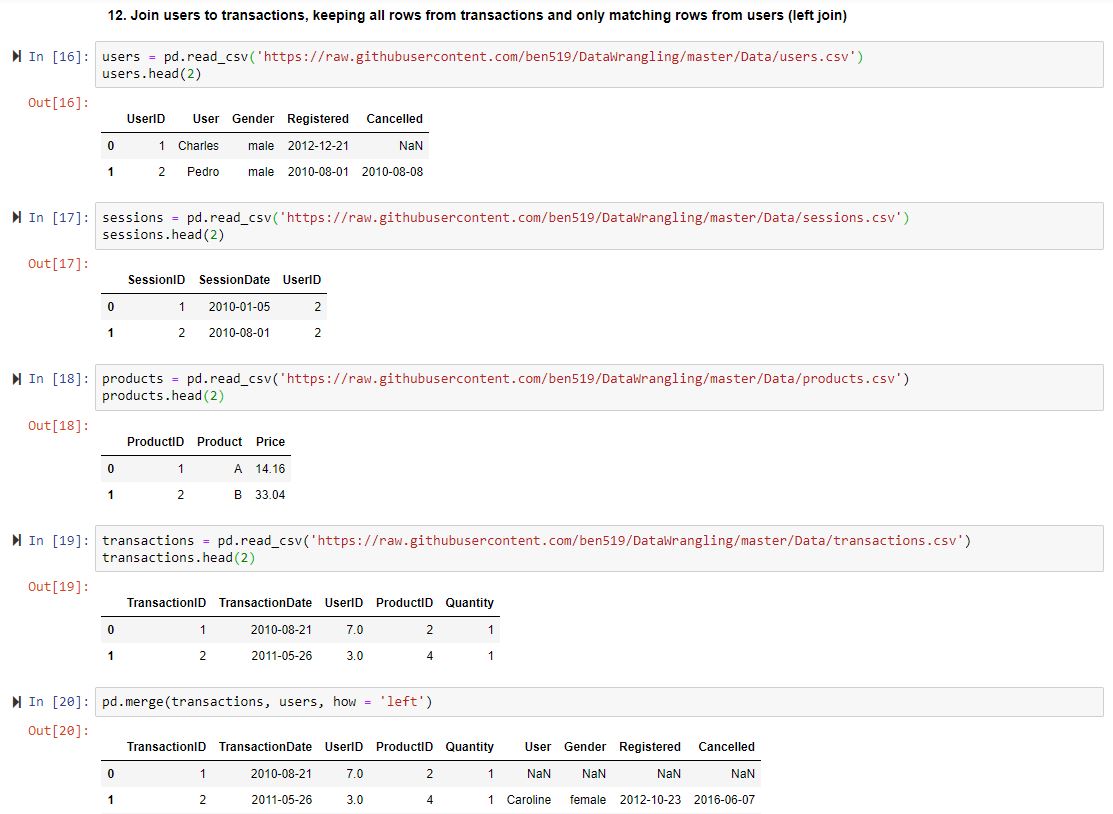 12. Join users to transactions, keeping all rows from transactions and only matching rows from users (left join)
In [16]: users = pd.read_csv('https://raw.githubusercontent.com/ben519/DataWrangling/master/Data/users.csv')
users.head(2)
Out[16]:
UserID User Gender Registered Cancelled
0 1 Charles male 2012-12-21 NaN
1 2 Pedro male 2010-08-01 2010-08-08
In [17]: sessions = pd.read_csv('https://raw.githubusercontent.com/ben519/DataWrangling/master/Data/sessions.csv')
sessions.head(2)
Out[17]:
SessionID SessionDate UserID
0 1 2010-01-05 2
1 2 2010-08-01 2
In [18]: products = pd.read_csv('https://raw.githubusercontent.com/ben519/DataWrangling/master/Data/products.csv')
products.head(2)
Out[18]:
ProductID Product Price
0 1 A 14.16
1 2 B 33.04
In [19]: transactions = pd.read_csv('https://raw.githubusercontent.com/ben519/DataWrangling/master/Data/transactions.csv')
transactions.head(2)
Out[19]:
TransactionID TransactionDate UserID ProductID Quantity
0 1 2010-08-21 7.0 2 1
1 2 2011-05-26 3.0 4 1
In [20]: pd.merge(transactions, users, how = 'left')
Out[20]:
TransactionID TransactionDate UserID ProductID Quantity User Gender Registered Cancelled
0 1 2010-08-21 7.0 2 1 NaN NaN NaN NaN
1 2 2011-05-26 3.0 4 1 Caroline female 2012-10-23 2016-06-07